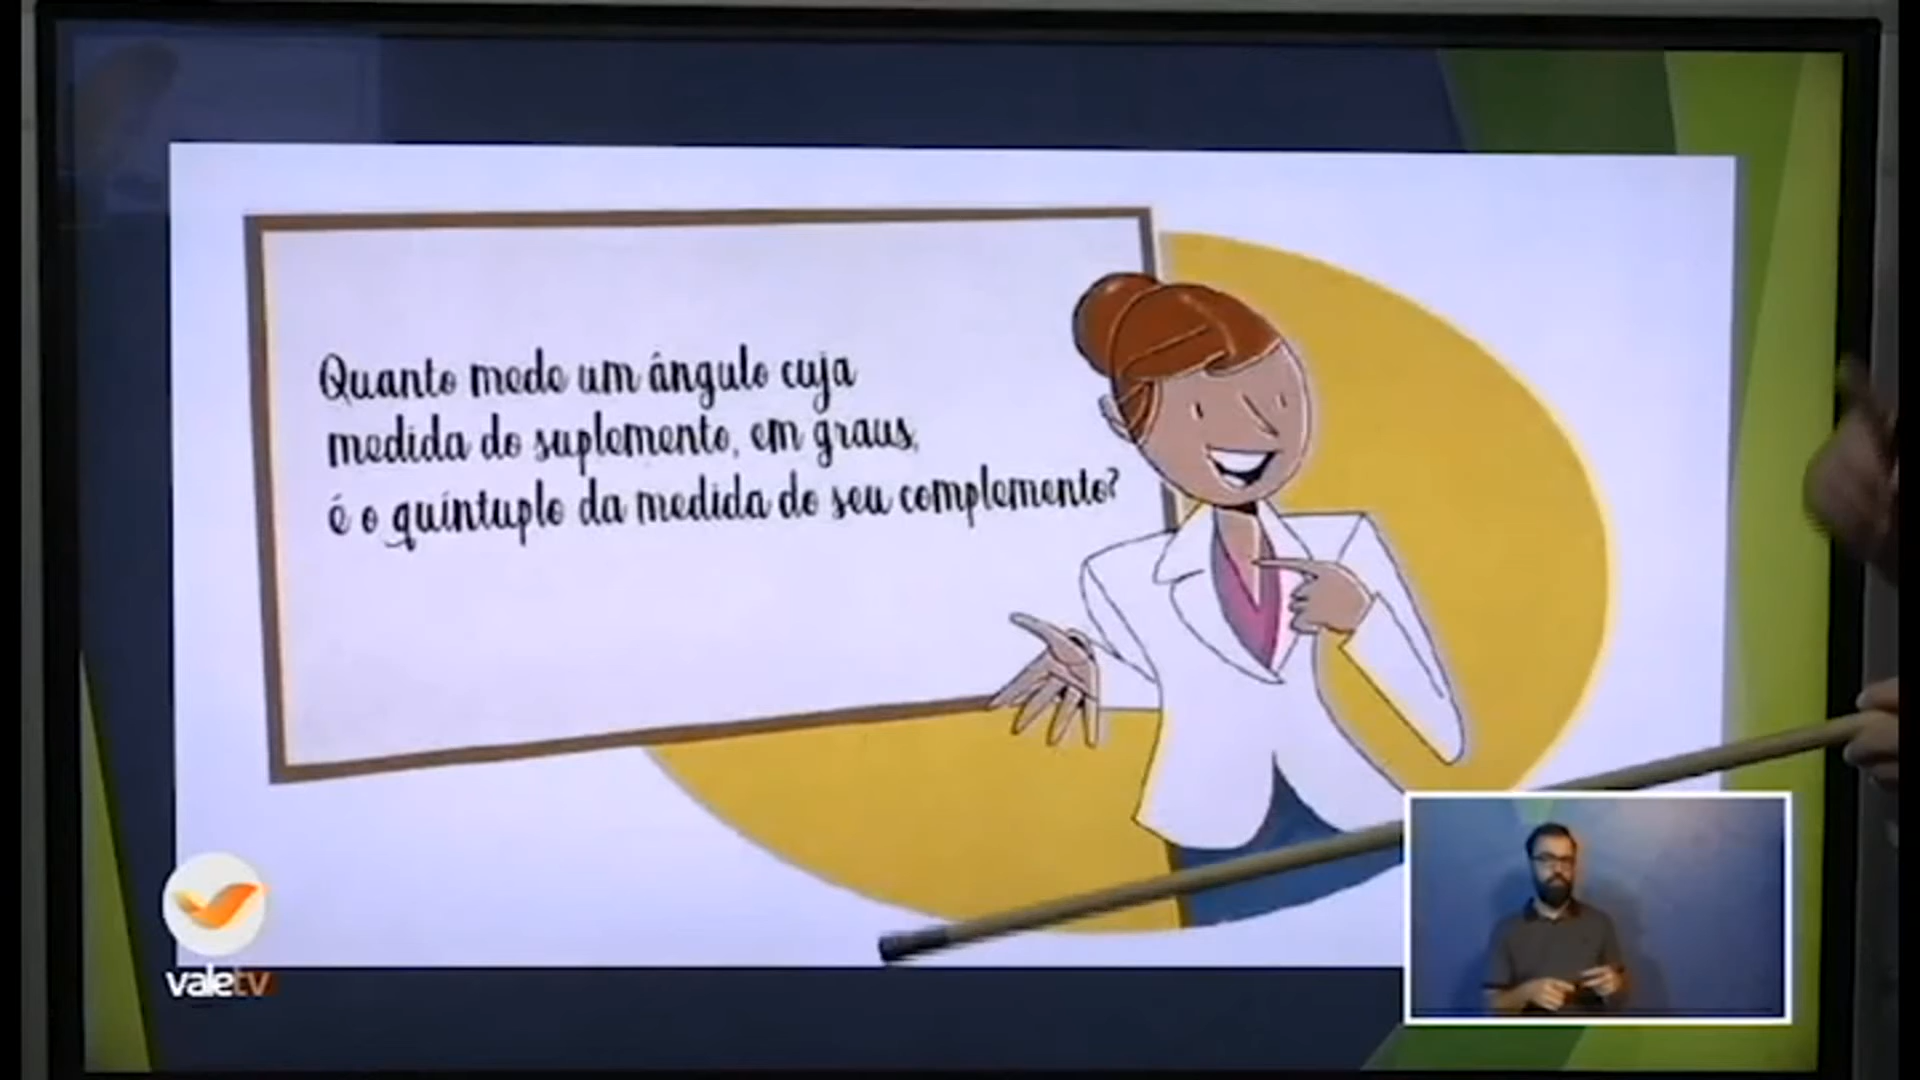 Quanto mede um ângulo cuja
medida do suplemento, em graus,
é o quíntuplo da medida do seu complemento?
valetv